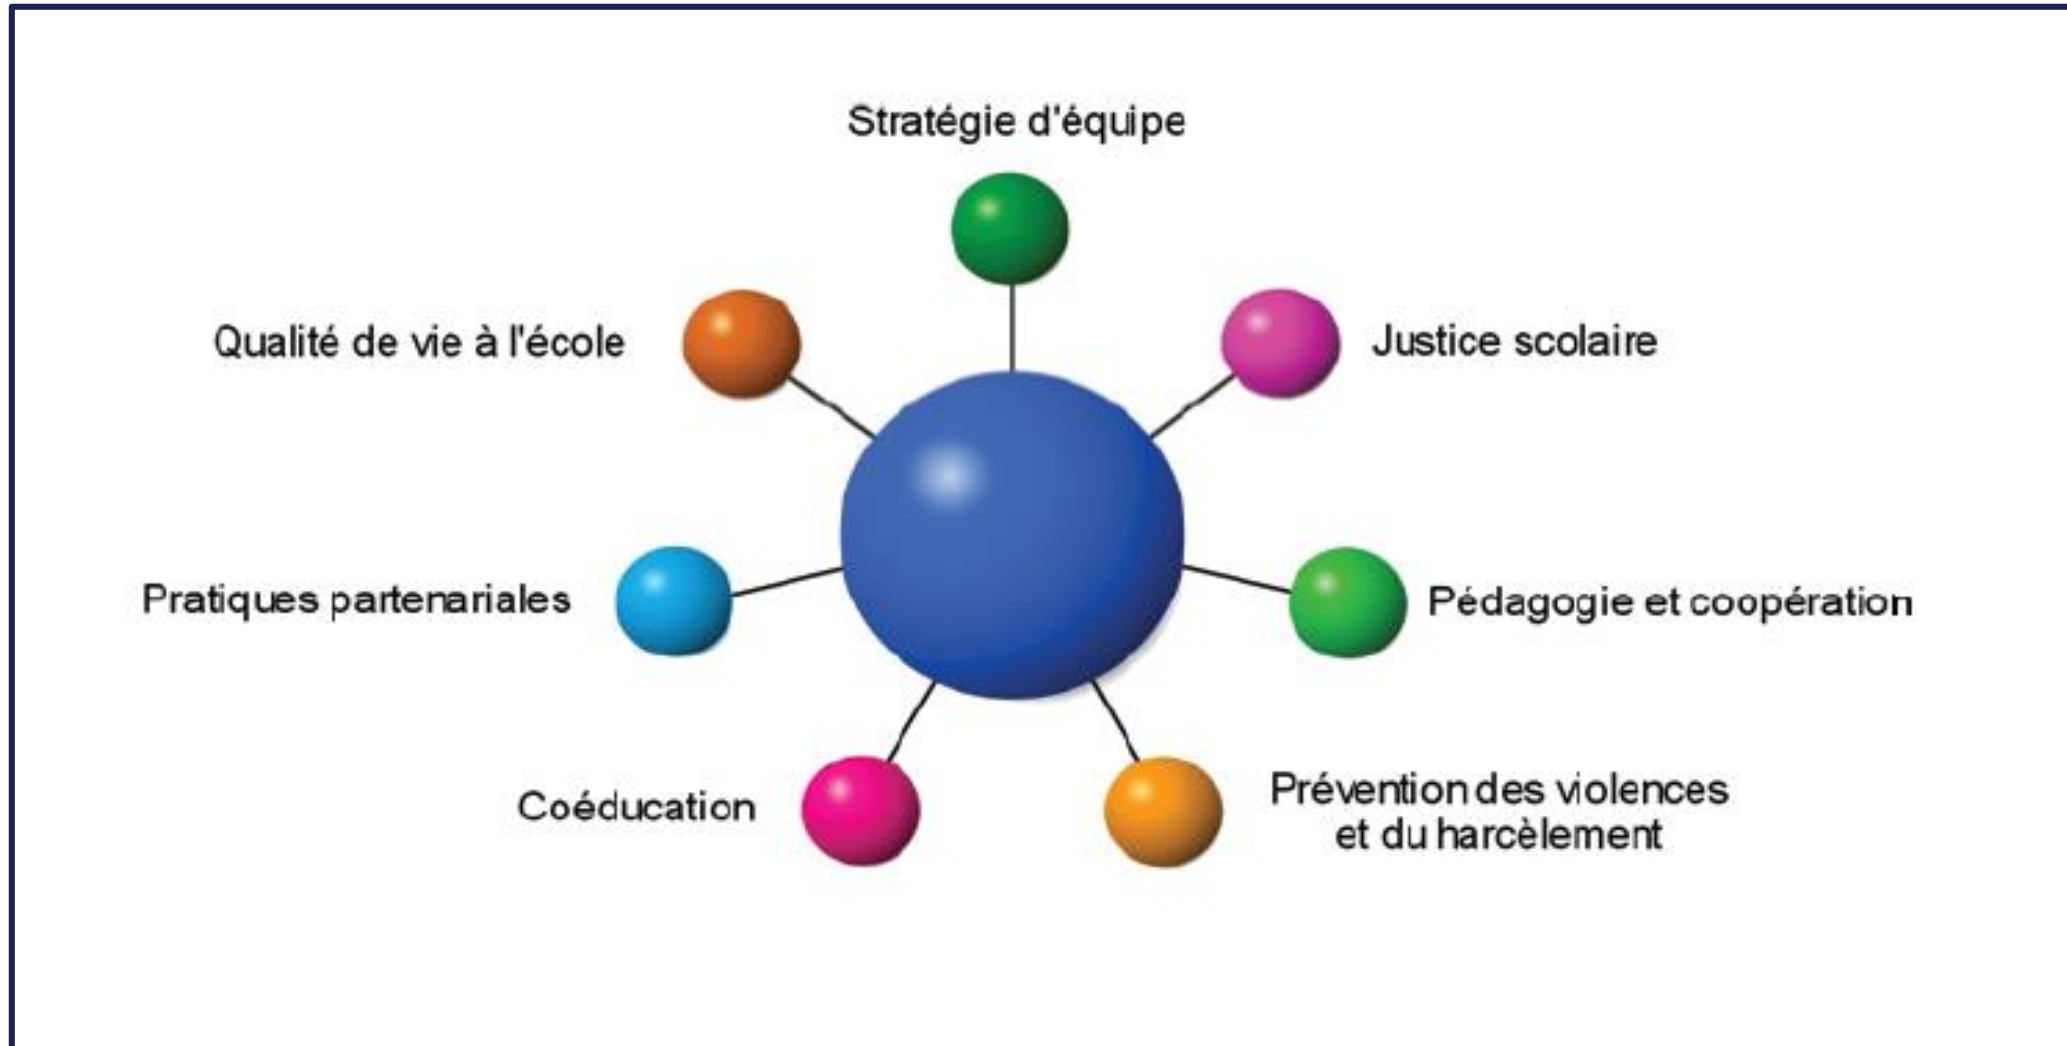 Stratégie d'équipe
Qualité de vie à l'école
Justice scolaire
Pratiques partenariales
Pédagogie et coopération
Coéducation
Prévention des violences
et du harcèlement